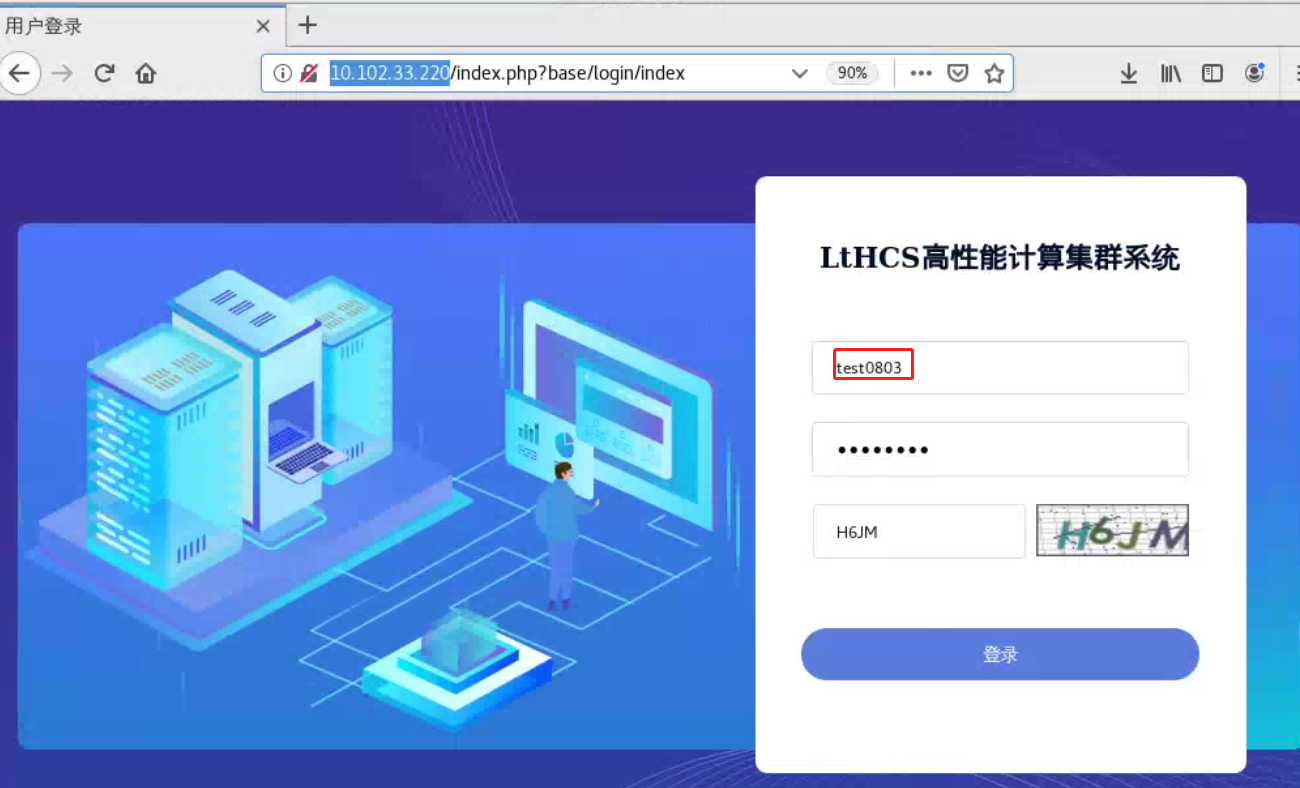 用户登录
10.102.33.220/index.php?base/login/index
90%
LtHCS高性能计算集群系统
test0803
H6JM
H6JM
登录